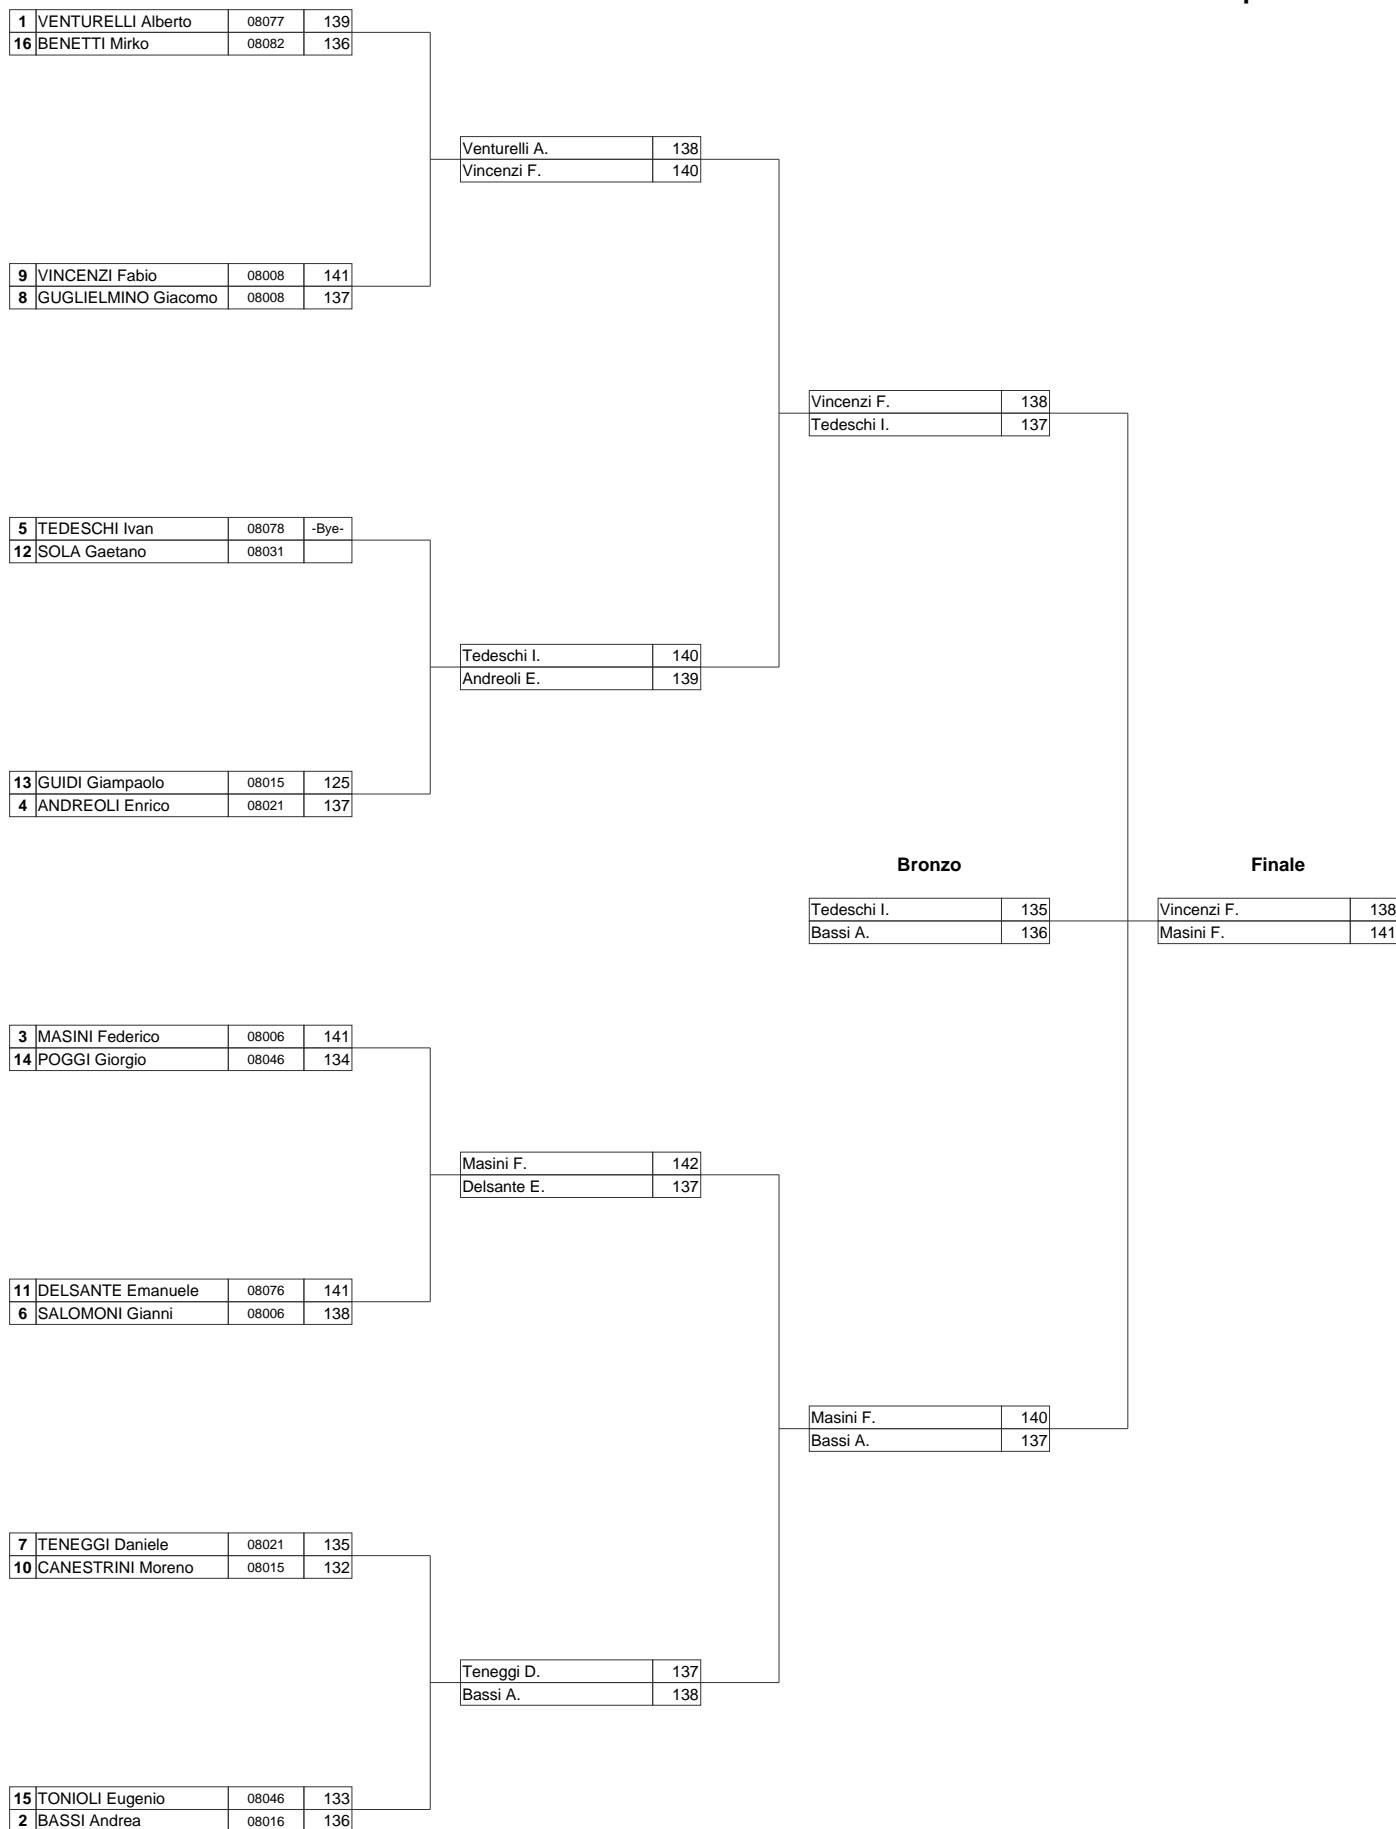 1 VENTURELLI Alberto 08077 139
16 BENETTI Mirko 08082 136
Venturelli A. 138
Vincenzi F. 140
9 VINCENZI Fabio 08008 141
8 GUGLIELMINO Giacomo 08008 137
Vincenzi F. 138
Tedeschi I. 137
5 TEDESCHI Ivan 08078 -Bye-
12 SOLA Gaetano 08031
Tedeschi I. 140
Andreoli E. 139
13 GUIDI Giampaolo 08015 125
4 ANDREOLI Enrico 08021 137
Bronzo Finale
Tedeschi I. 135 Vincenzi F. 138
Bassi A. 136 Masini F. 141
3 MASINI Federico 08006 141
14 POGGI Giorgio 08046 134
Masini F. 142
Delsante E. 137
11 DELSANTE Emanuele 08076 141
6 SALOMONI Gianni 08006 138
Masini F. 140
Bassi A. 137
7 TENEGGI Daniele 08021 135
10 CANESTRINI Moreno 08015 132
Teneggi D. 137
Bassi A. 138
15 TONIOLI Eugenio 08046 133
2 BASSI Andrea 08016 136